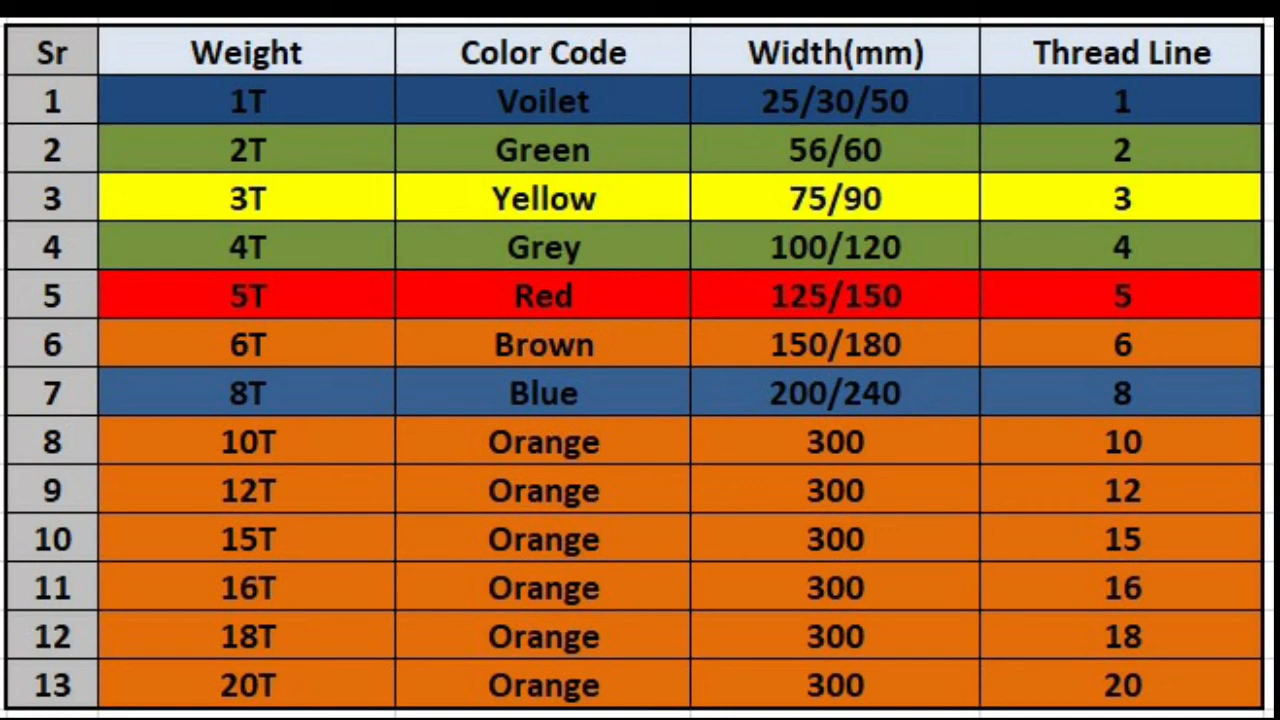 Sr Weight Color Code Width(mm) Thread Line
1 1T Voilet 25/30/50 1
2 2T Green 56/60 2
3 3T Yellow 75/90 3
4 4T Grey 100/120 4
5 5T Red 125/150 5
6 6T Brown 150/180 6
7 8T Blue 200/240 8
8 10T Orange 300 10
9 12T Orange 300 12
10 15T Orange 300 15
11 16T Orange 300 16
12 18T Orange 300 18
13 20T Orange 300 20